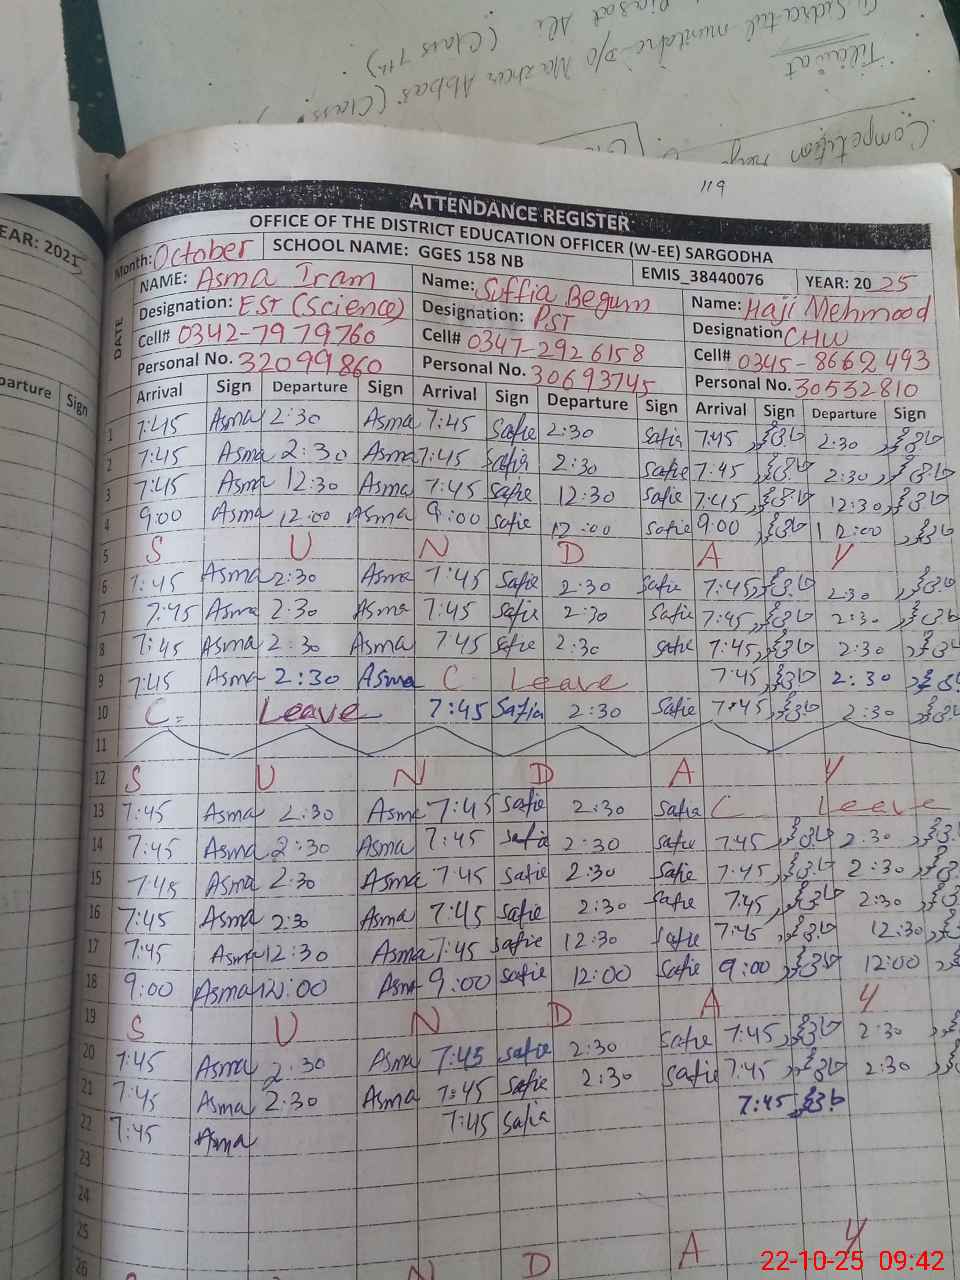 Competition
Tilawat
Sidratul muntaha D/O Mazhar Abbas (Class
Liaqat Ali (Class 7th)
119
ATTENDANCE REGISTER
OFFICE OF THE DISTRICT EDUCATION OFFICER (W-EE) SARGODHA
EAR: 2025
Month: October SCHOOL NAME: GGES 158 NB EMIS_38440076 YEAR: 20 25
NAME: Asma Iram Name: Suffia Begum Name: Haji Mehmood
Designation: EST (Science) Designation: PST Designation CHW
DATE Cell# 0342-7979760 Cell# 0347-2926158 Cell# 0345-8662493
Personal No. 32099860 Personal No. 30693745 Personal No. 30532810
parture Sign
Arrival Sign Departure Sign Arrival Sign Departure Sign Arrival Sign Departure Sign
1 7:45 Asma 2:30 Asma 7:45 Safie 2:30 Safia 7:45 2:30
2 7:45 Asma 2:30 Asma 7:45 Safia 2:30 Safie 7:45 2:30
3 7:45 Asma 12:30 Asma 7:45 Safie 12:30 Safie 7:45 12:30
4 9:00 Asma 12:00 Asma 9:00 Safie 12:00 Safie 9:00 12:00
5 S U N D A Y
6 7:45 Asma 2:30 Asma 7:45 Safie 2:30 Safie 7:45 2:30
7 7:45 Asma 2:30 Asma 7:45 Safie 2:30 Safie 7:45 2:30
8 7:45 Asma 2:30 Asma 7:45 Safie 2:30 Safie 7:45 2:30
9 7:45 Asma 2:30 Asma C Leave 7:45 2:30
10 C= Leave 7:45 Safia 2:30 Safie 7:45 2:30
11
12 S U N D A Y
13 7:45 Asma 2:30 Asma 7:45 Safie 2:30 Safia C Leave
14 7:45 Asma 2:30 Asma 7:45 Safia 2:30 Safie 7:45 2:30
15 7:45 Asma 2:30 Asma 7:45 Safie 2:30 Safie 7:45 2:30
16 7:45 Asma 2:30 Asma 7:45 Safie 2:30 Safie 7:45 2:30
17 7:45 Asma 12:30 Asma 7:45 Safie 12:30 Safie 7:45 12:30
18 9:00 Asma 12:00 Asma 9:00 Safie 12:00 Safie 9:00 12:00
19 S U N D A Y
20 7:45 Asma 2:30 Asma 7:45 Safie 2:30 Safie 7:45 2:30
21 7:45 Asma 2:30 Asma 7:45 Safie 2:30 Safie 7:45 2:30
22 7:45 Asma 7:45 Safia 7:45
23
24
25
26 S U N D A Y
22-10-25 09:42